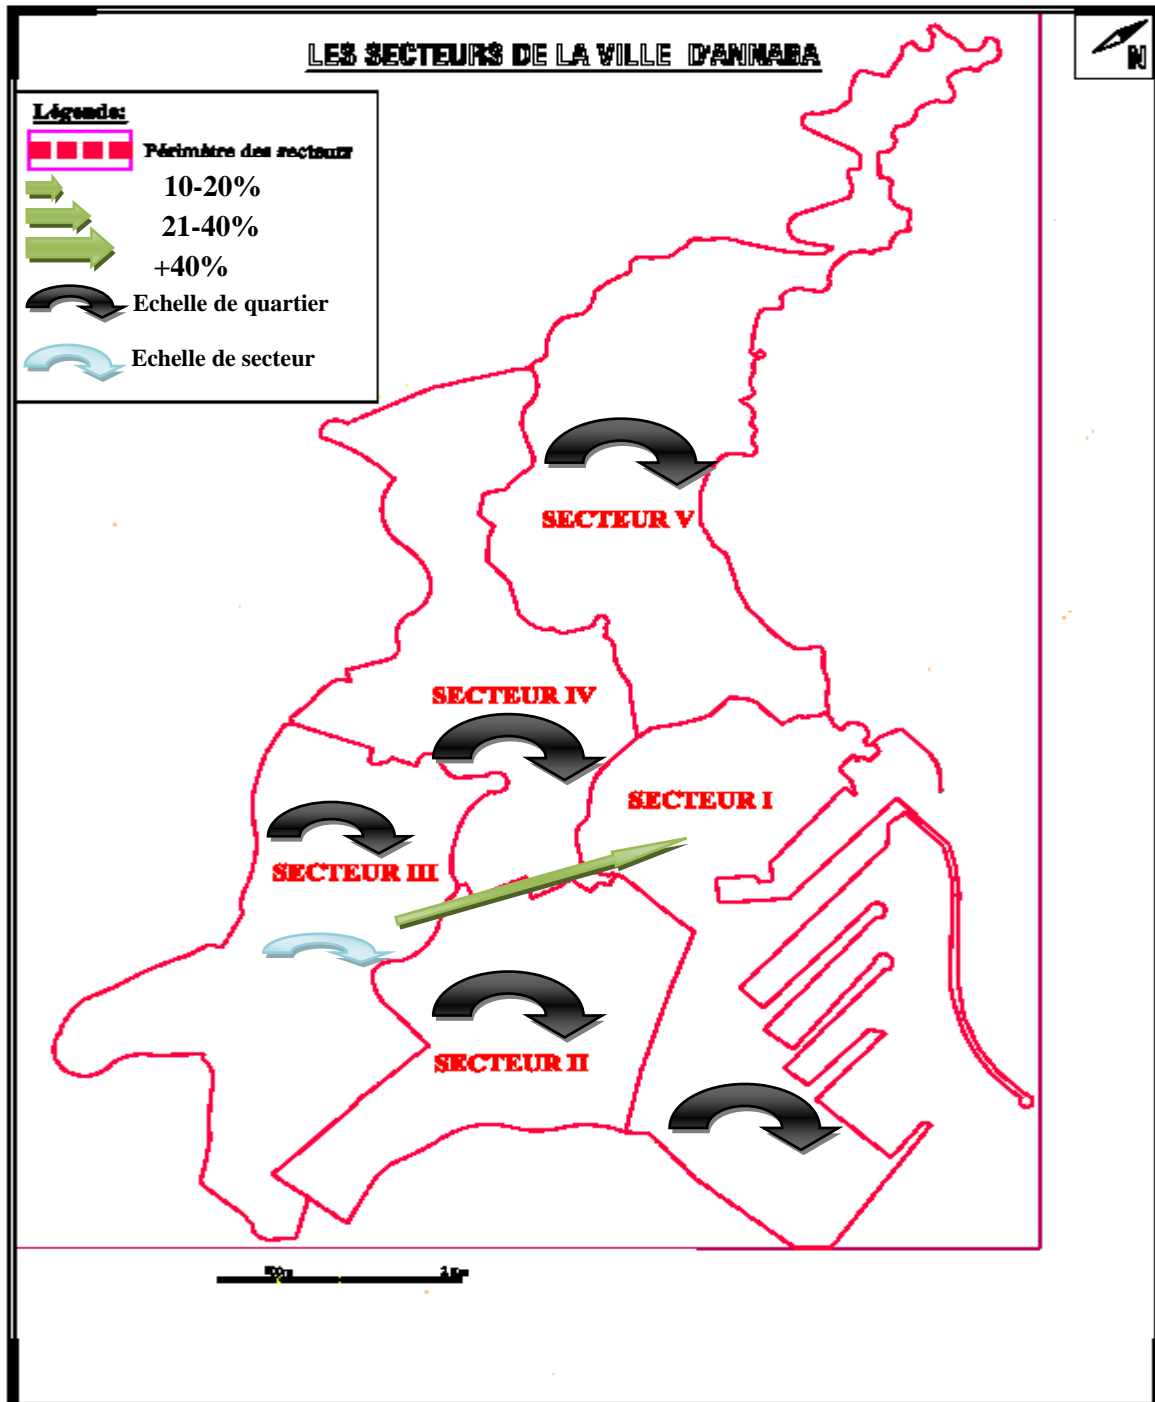 LES SECTEURS DE LA VILLE D'ANNABA
N
Légende:
Périmètre des secteurs
10-20%
21-40%
+40%
Echelle de quartier
Echelle de secteur
SECTEUR V
SECTEUR IV
SECTEUR I
SECTEUR III
SECTEUR II